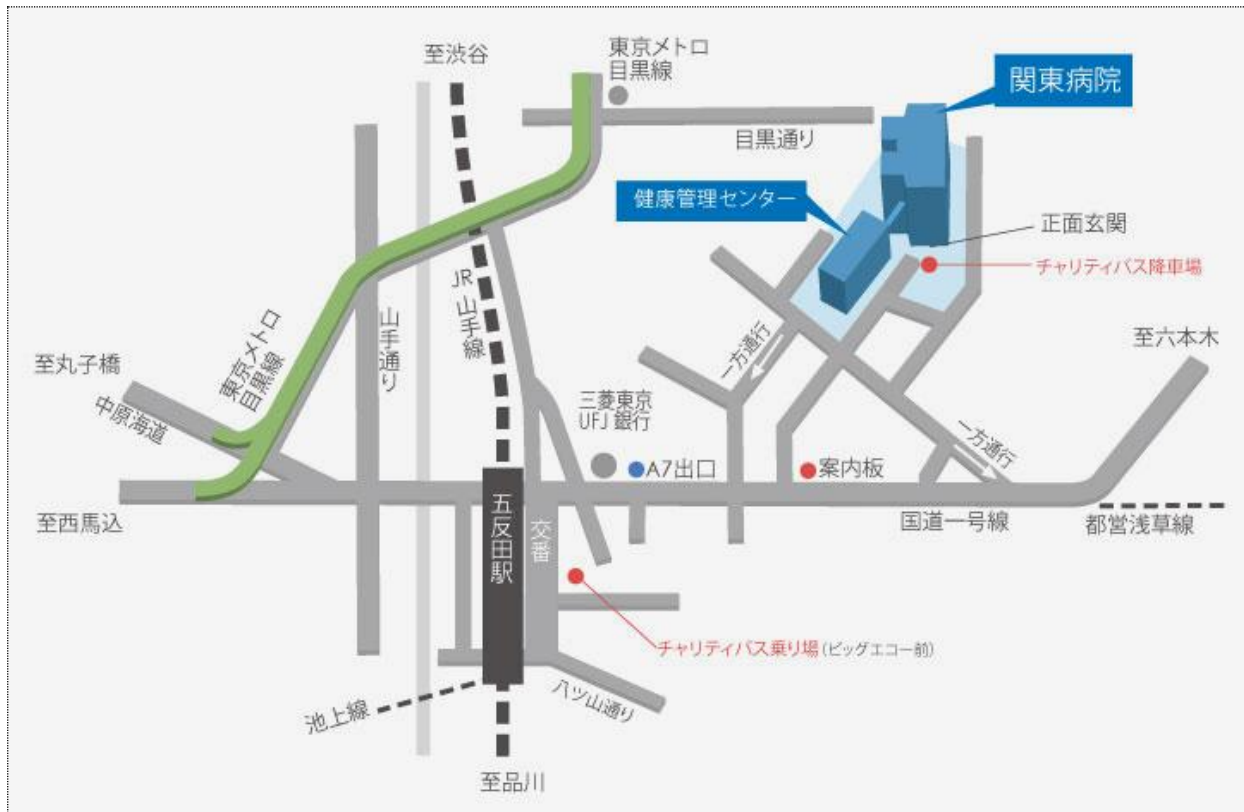 至渋谷
東京メトロ
目黒線
関東病院
目黒通り
健康管理センター
正面玄関
チャリティバス降車場
JR 山手線
山手通り
東京メトロ
目黒線
至丸子橋
中原海道
一方通行
至六本木
三菱東京
UFJ 銀行
A7出口
案内板
一方通行
至西馬込
五反田駅
交番
国道一号線
都営浅草線
チャリティバス乗り場(ビッグエコー前)
八ツ山通り
池上線
至品川